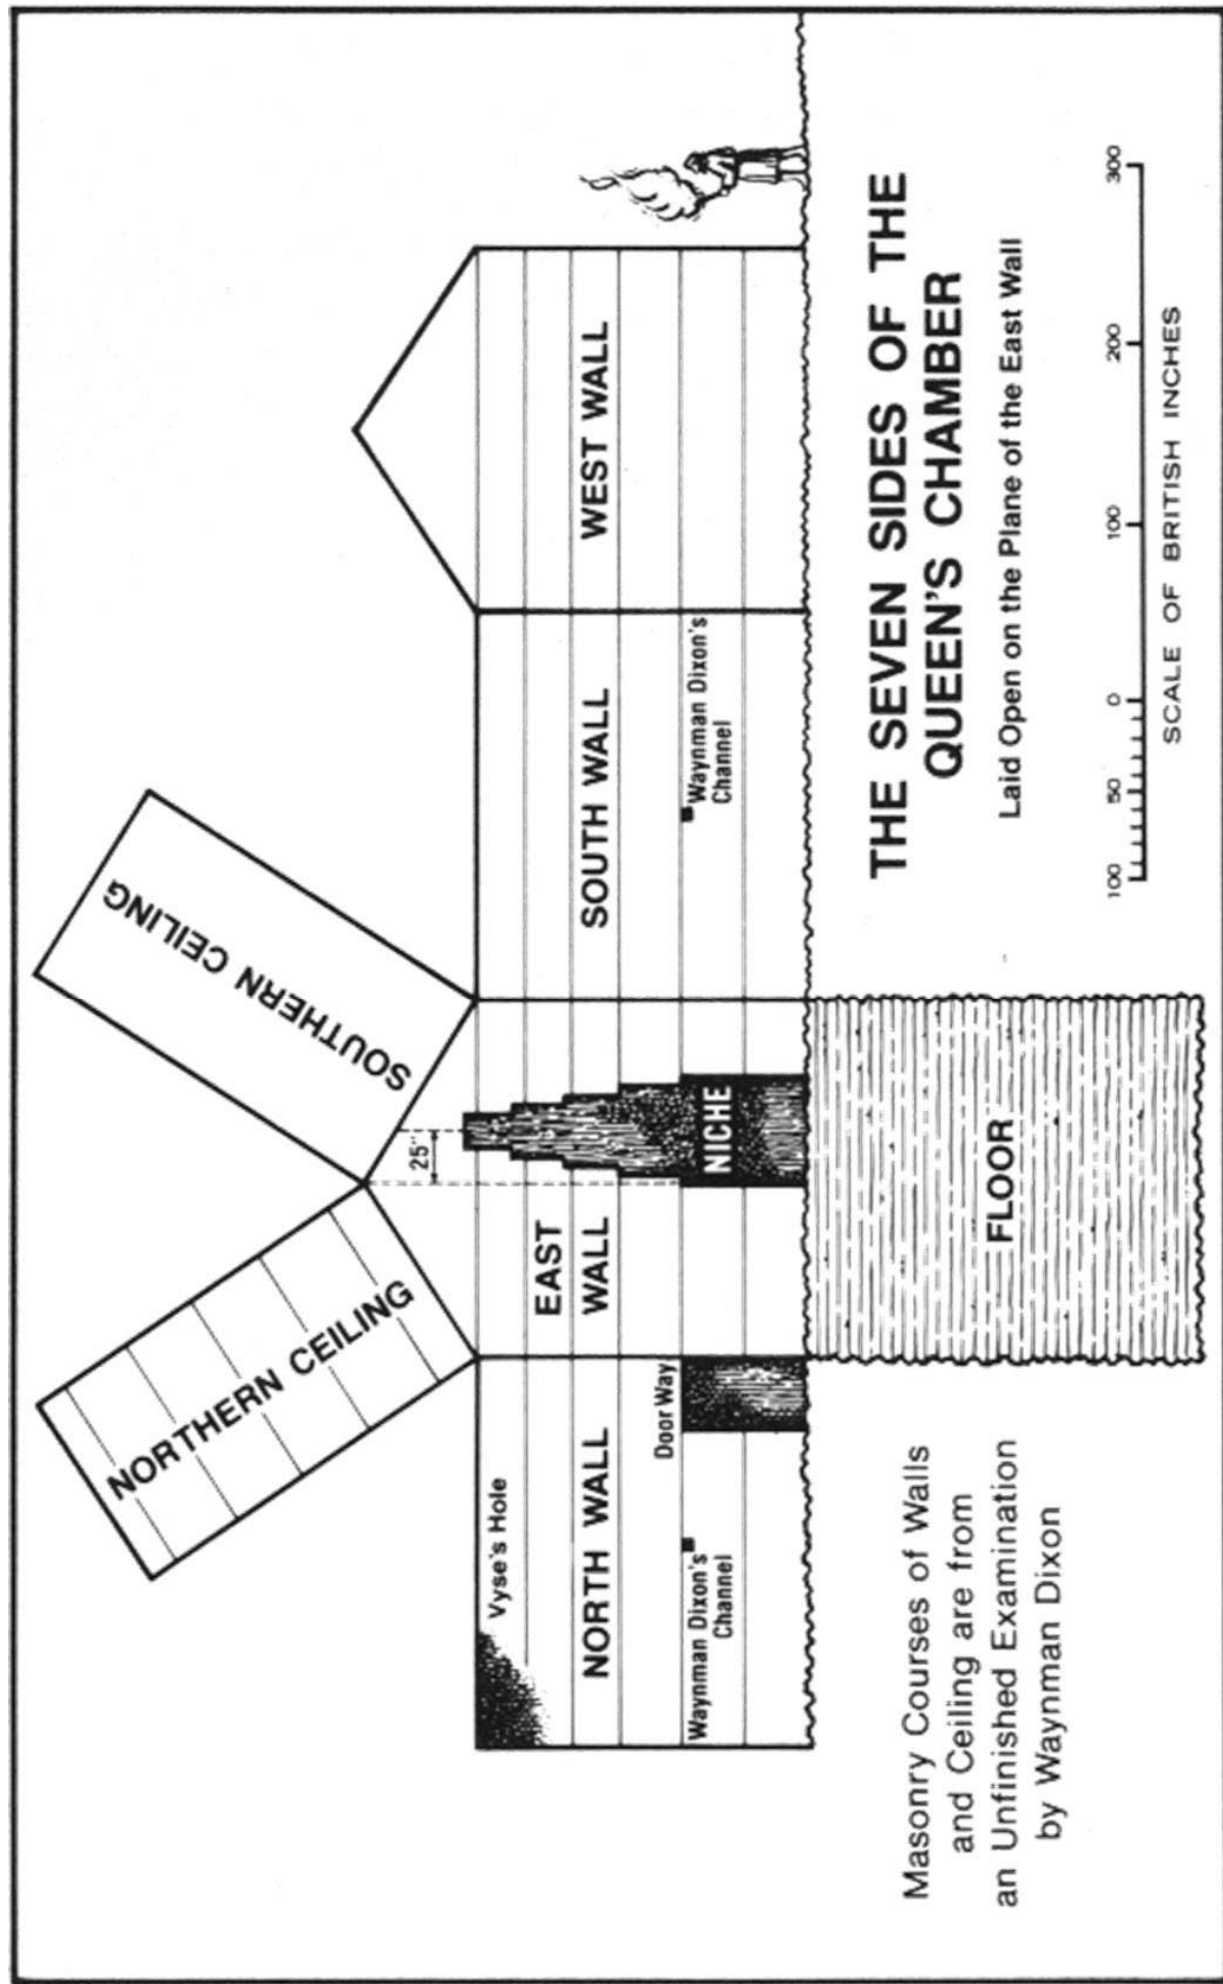 NORTHERN CEILING
SOUTHERN CEILING
25"
Vyse's Hole
NORTH WALL
Door Way
Waynman Dixon's
Channel
EAST
WALL
NICHE
SOUTH WALL
Waynman Dixon's
Channel
WEST WALL
FLOOR
Masonry Courses of Walls
and Ceiling are from
an Unfinished Examination
by Waynman Dixon
THE SEVEN SIDES OF THE
QUEEN'S CHAMBER
Laid Open on the Plane of the East Wall
100 50 0 100 200 300
SCALE OF BRITISH INCHES